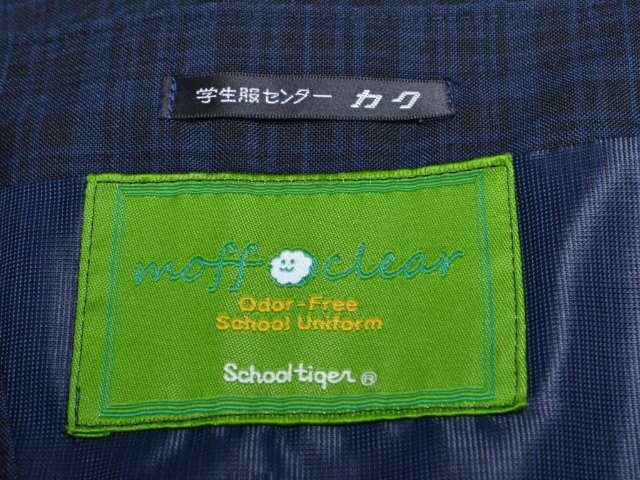 学生服センター カク
moff clear
Odor-Free
School Uniform
Schooltiger ®